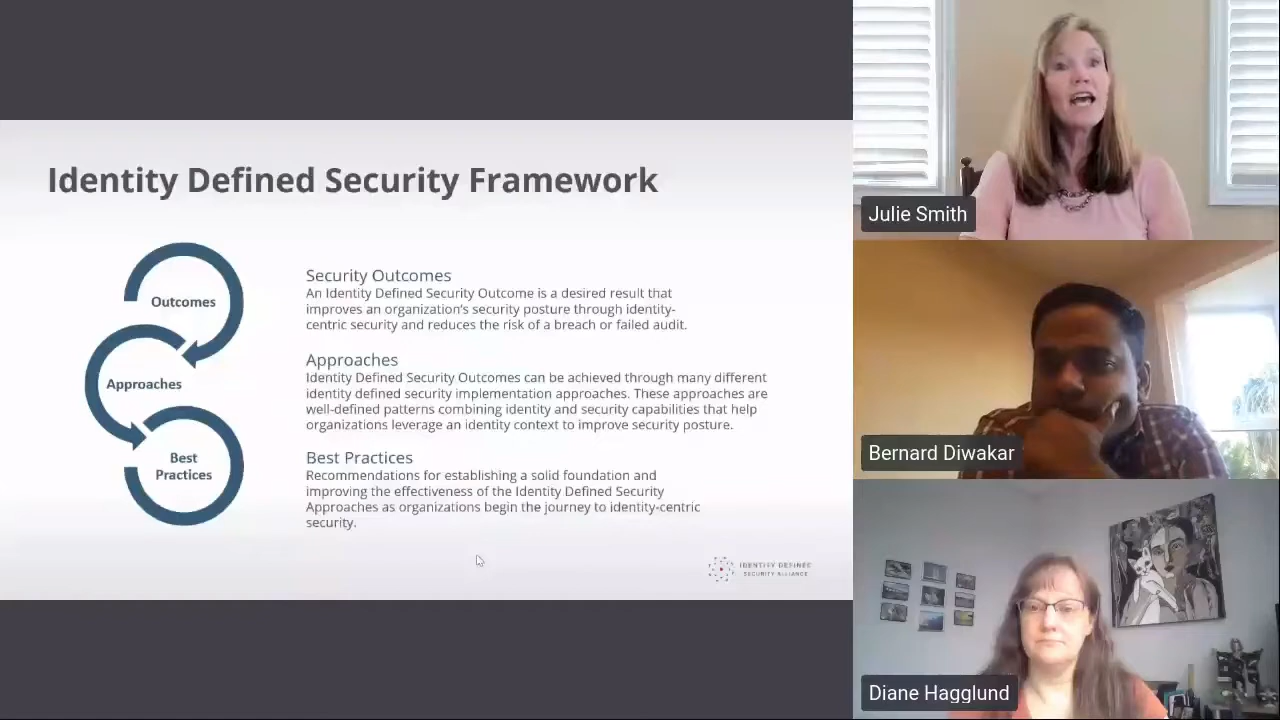 Identity Defined Security Framework
Outcomes
Approaches
Best
Practices
Security Outcomes
An Identity Defined Security Outcome is a desired result that
improves an organization's security posture through identity-
centric security and reduces the risk of a breach or failed audit.
Approaches
Identity Defined Security Outcomes can be achieved through many different
identity defined security implementation approaches. These approaches are
well-defined patterns combining identity and security capabilities that help
organizations leverage an identity context to improve security posture.
Best Practices
Recommendations for establishing a solid foundation and
improving the effectiveness of the Identity Defined Security
Approaches as organizations begin the journey to identity-centric
security.
IDENTITY DEFINED
SECURITY ALLIANCE
Julie Smith
Bernard Diwakar
Diane Hagglund